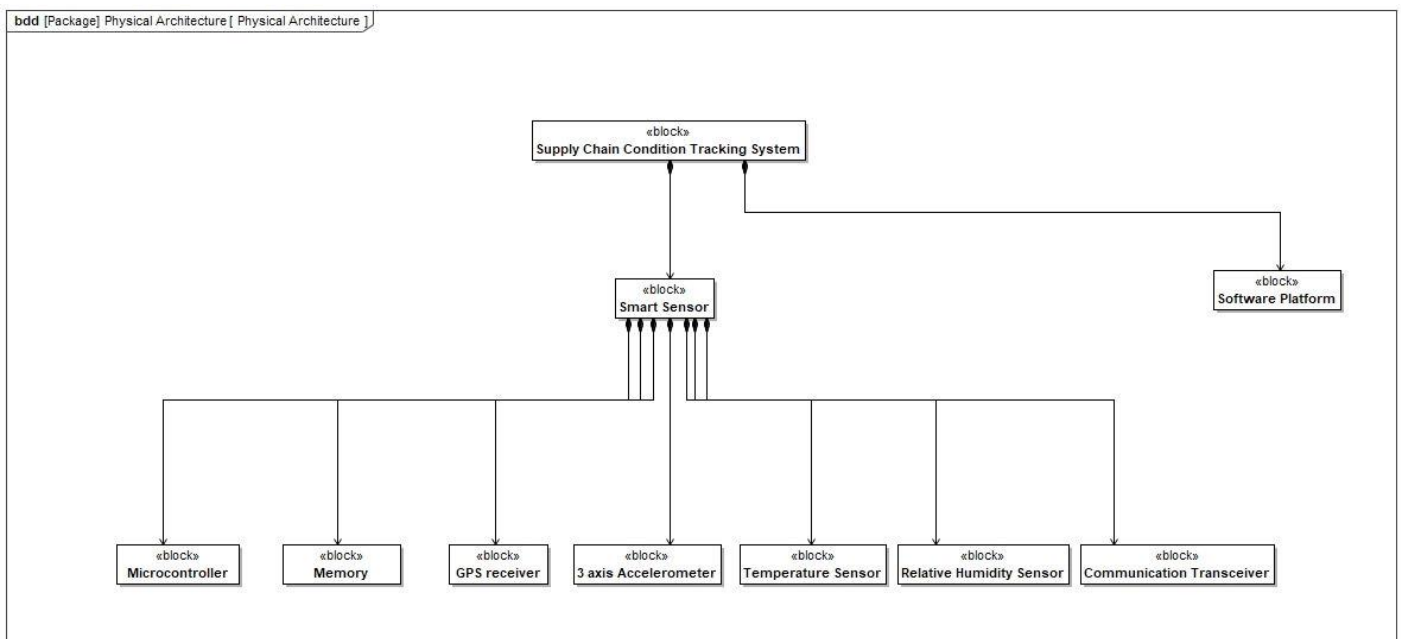 bdd [Package] Physical Architecture [ Physical Architecture ]
«block»
Supply Chain Condition Tracking System
«block»
Smart Sensor
«block»
Software Platform
«block»
Microcontroller
«block»
Memory
«block»
GPS receiver
«block»
3 axis Accelerometer
«block»
Temperature Sensor
«block»
Relative Humidity Sensor
«block»
Communication Transceiver